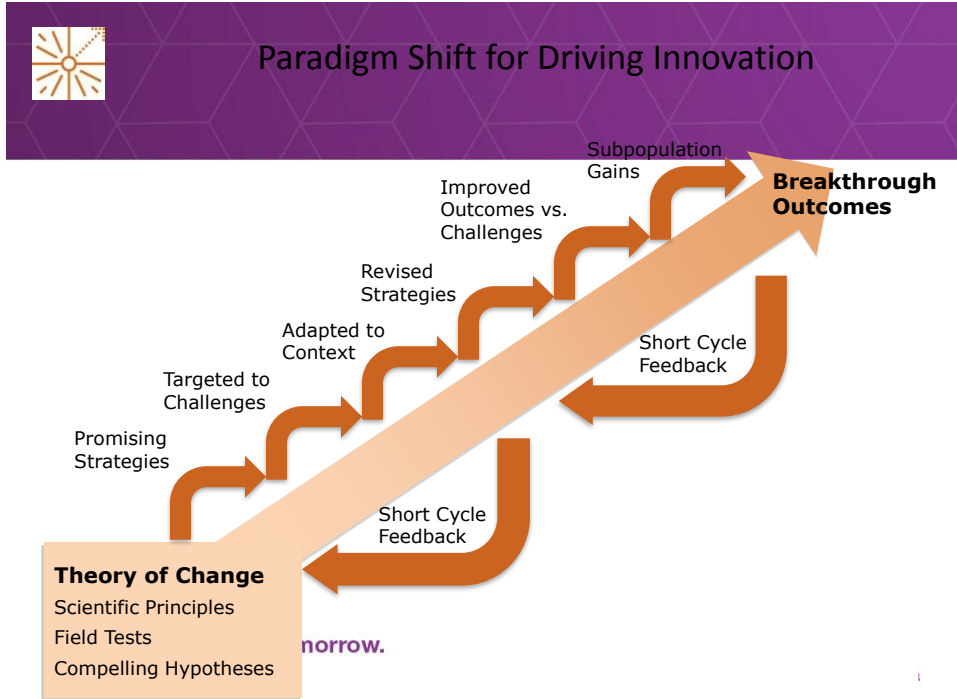 Paradigm Shift for Driving Innovation
Subpopulation
Gains
Breakthrough
Outcomes
Improved
Outcomes vs.
Challenges
Revised
Strategies
Adapted to
Context
Targeted to
Challenges
Promising
Strategies
Short Cycle
Feedback
Short Cycle
Feedback
Theory of Change
Scientific Principles
Field Tests
Compelling Hypotheses
morrow.